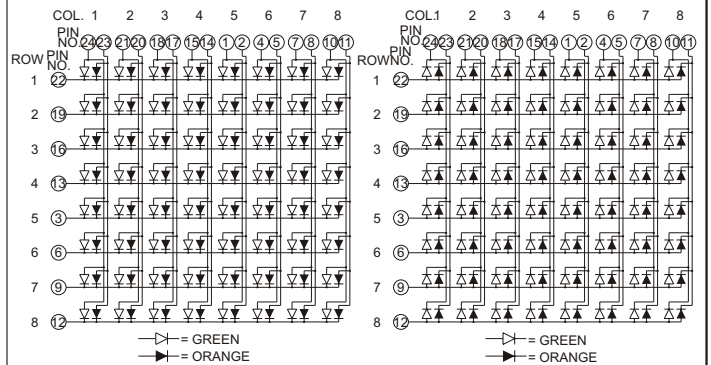 COL. 1 2 3 4 5 6 7 8
PIN NO. 24 23 21 20 18 17 15 14 1 2 4 5 7 8 10 11
ROW PIN NO.
1 22
2 19
3 16
4 13
5 3
6 6
7 9
8 12
= GREEN
= ORANGE
COL.1 2 3 4 5 6 7 8
PIN NO. 24 23 21 20 18 17 15 14 1 2 4 5 7 8 10 11
ROW PIN NO.
1 22
2 19
3 16
4 13
5 3
6 6
7 9
8 12
= GREEN
= ORANGE